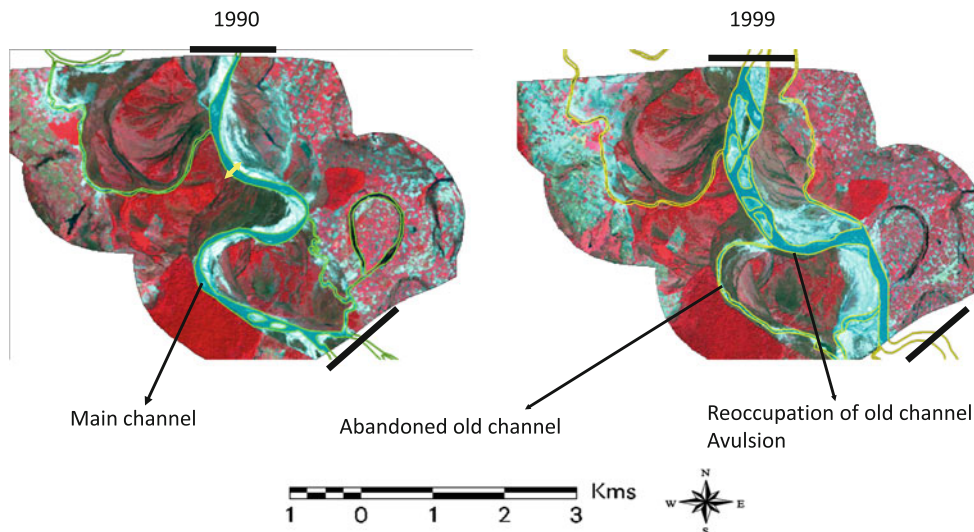 1990
1999
Main channel
Abandoned old channel
Reoccupation of old channel
Avulsion
1 0 1 2 3 Kms
N
W E
S